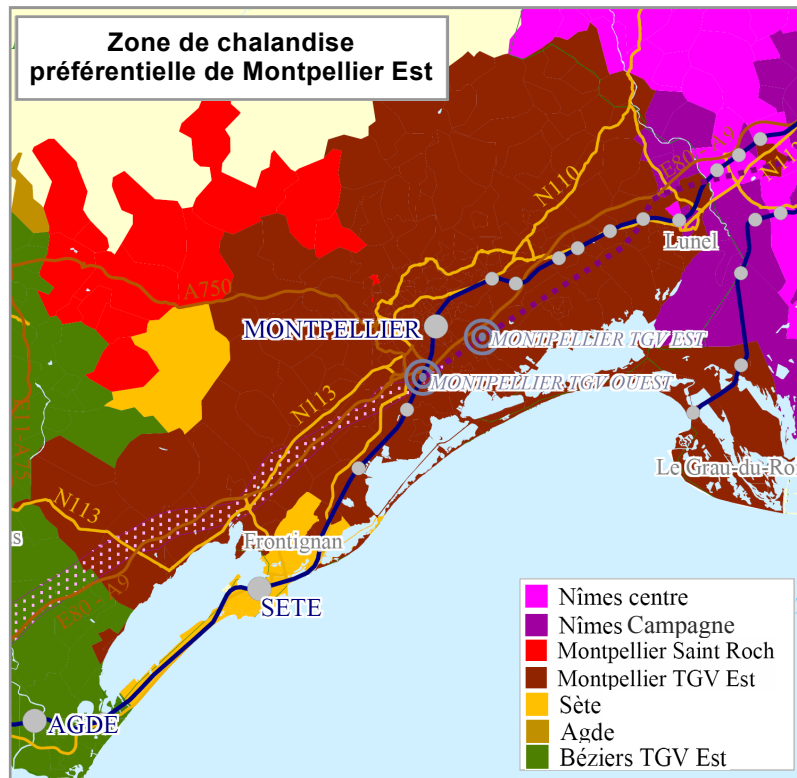 Zone de chalandise
préférentielle de Montpellier Est
E80 - A9
N113
N110
Lunel
A750
MONTPELLIER
MONTPELLIER TGV EST
MONTPELLIER TGV OUEST
N113
Le Grau-du-Roi
N113
s
Frontignan
E80 - A9
SETE
AGDE
Nîmes centre
Nîmes Campagne
Montpellier Saint Roch
Montpellier TGV Est
Sète
Agde
Béziers TGV Est